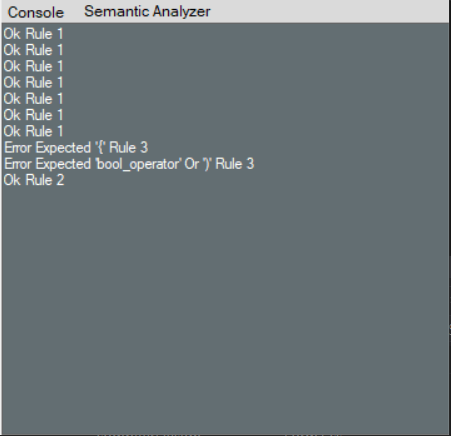 Console Semantic Analyzer
Ok Rule 1
Ok Rule 1
Ok Rule 1
Ok Rule 1
Ok Rule 1
Ok Rule 1
Ok Rule 1
Error Expected '{' Rule 3
Error Expected 'bool_operator' Or ')' Rule 3
Ok Rule 2